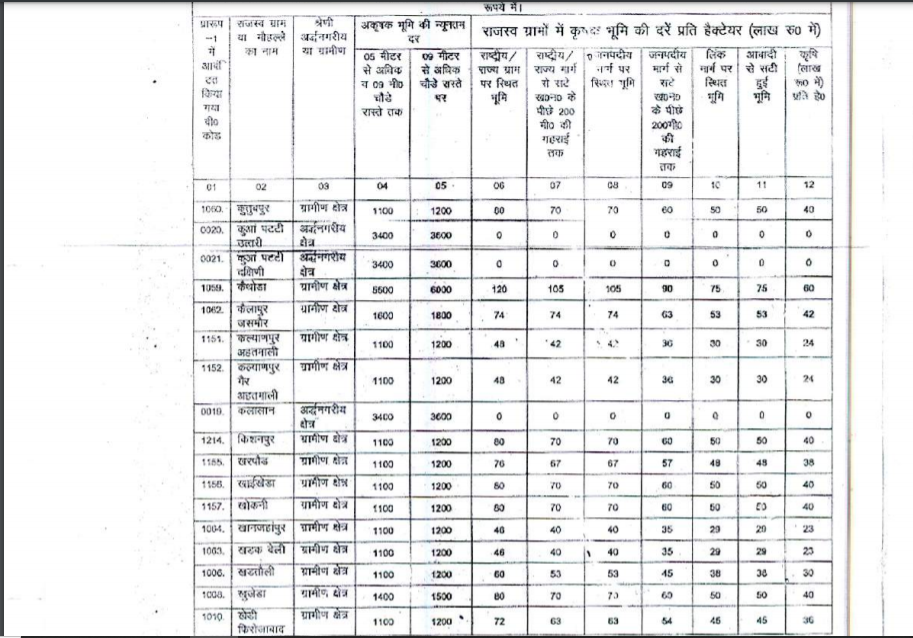 रूपये में।
प्रारूप -1 में आवंटित किया गया वी0 कोड | राजस्व ग्राम या मोहल्ले का नाम | श्रेणी अर्द्धनगरीय या ग्रामीण | अकृषक भूमि की न्यूनतम दर | राजस्व ग्रामों में कृषक भूमि की दरें प्रति हैक्टेयर (लाख रू0 में)
05 मीटर से अधिक व 09 मी0 चौडे रास्ते तक | 09 मीटर से अधिक चौडे रास्ते पर | राष्ट्रीय/ राज्य ग्राम पर स्थित भूमि | राष्ट्रीय/ राज्य मार्ग से सटे ख0न0 के पीछे 200 मी0 की गहराई तक | जनपदीय मार्ग पर स्थित भूमि | जनपदीय मार्ग से सटे ख0न0 के पीछे 200मी0 की गहराई तक | लिंक मार्ग पर स्थित भूमि | आबादी से सटी हुई भूमि | कृषि (लाख रू0 में) प्रति हे0
01 02 03 04 05 06 07 08 09 10 11 12
1060. कुतुबपुर ग्रामीण क्षेत्र 1100 1200 80 70 70 60 50 50 40
0020. कुआं पटटी उत्तरी अर्द्धनगरीय क्षेत्र 3400 3600 0 0 0 0 0 0 0
0021. कुआं पटटी दक्षिणी अर्द्धनगरीय क्षेत्र 3400 3600 0 0 0 0 0 0 0
1059. कैथोडा ग्रामीण क्षेत्र 5500 6000 120 105 105 90 75 75 60
1062. कैलापुर जसमौर ग्रामीण क्षेत्र 1600 1800 74 74 74 63 53 53 42
1151. कल्याणपुर अहतमाली ग्रामीण क्षेत्र 1100 1200 48 42 42 36 30 30 24
1152. कल्याणपुर गैर अहतमाली ग्रामीण क्षेत्र 1100 1200 48 42 42 36 30 30 24
0019. कलासान अर्द्धनगरीय क्षेत्र 3400 3600 0 0 0 0 0 0 0
1214. किशनपुर ग्रामीण क्षेत्र 1100 1200 80 70 70 60 50 50 40
1155. खरपौड ग्रामीण क्षेत्र 1100 1200 76 67 67 57 48 48 38
1156. खाईखेडा ग्रामीण क्षेत्र 1100 1200 80 70 70 60 50 50 40
1157. खोकनी ग्रामीण क्षेत्र 1100 1200 80 70 70 60 50 50 40
1064. खानजहांपुर ग्रामीण क्षेत्र 1100 1200 46 40 40 35 29 29 23
1063. खटक वेली ग्रामीण क्षेत्र 1100 1200 46 40 40 35 29 29 23
1006. खटतौली ग्रामीण क्षेत्र 1100 1200 60 53 53 45 38 38 30
1008. खुजेडा ग्रामीण क्षेत्र 1400 1500 80 70 70 60 50 50 40
1010. खेडी फिरोजाबाद ग्रामीण क्षेत्र 1100 1200 72 63 63 54 45 45 36